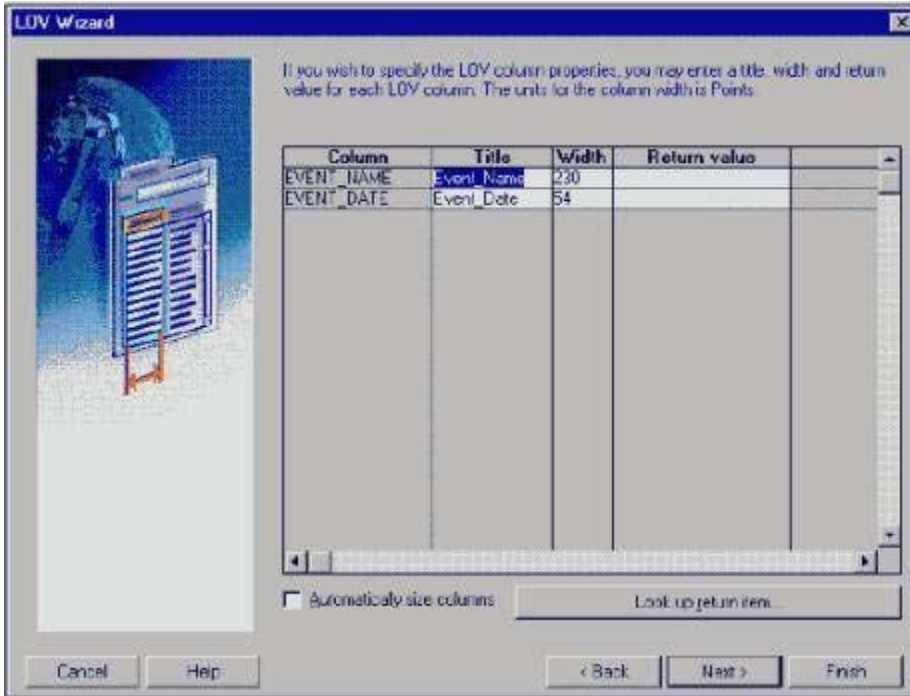 LOV Wizard
If you wish to specify the LOV column properties, you may enter a title, width and return
value for each LOV column. The units for the column width is Points.
Column Title Width Return value
EVENT_NAME Event_Name 230
EVENT_DATE Event_Date 54
Automatically size columns Look up return item...
Cancel Help < Back Next > Finish